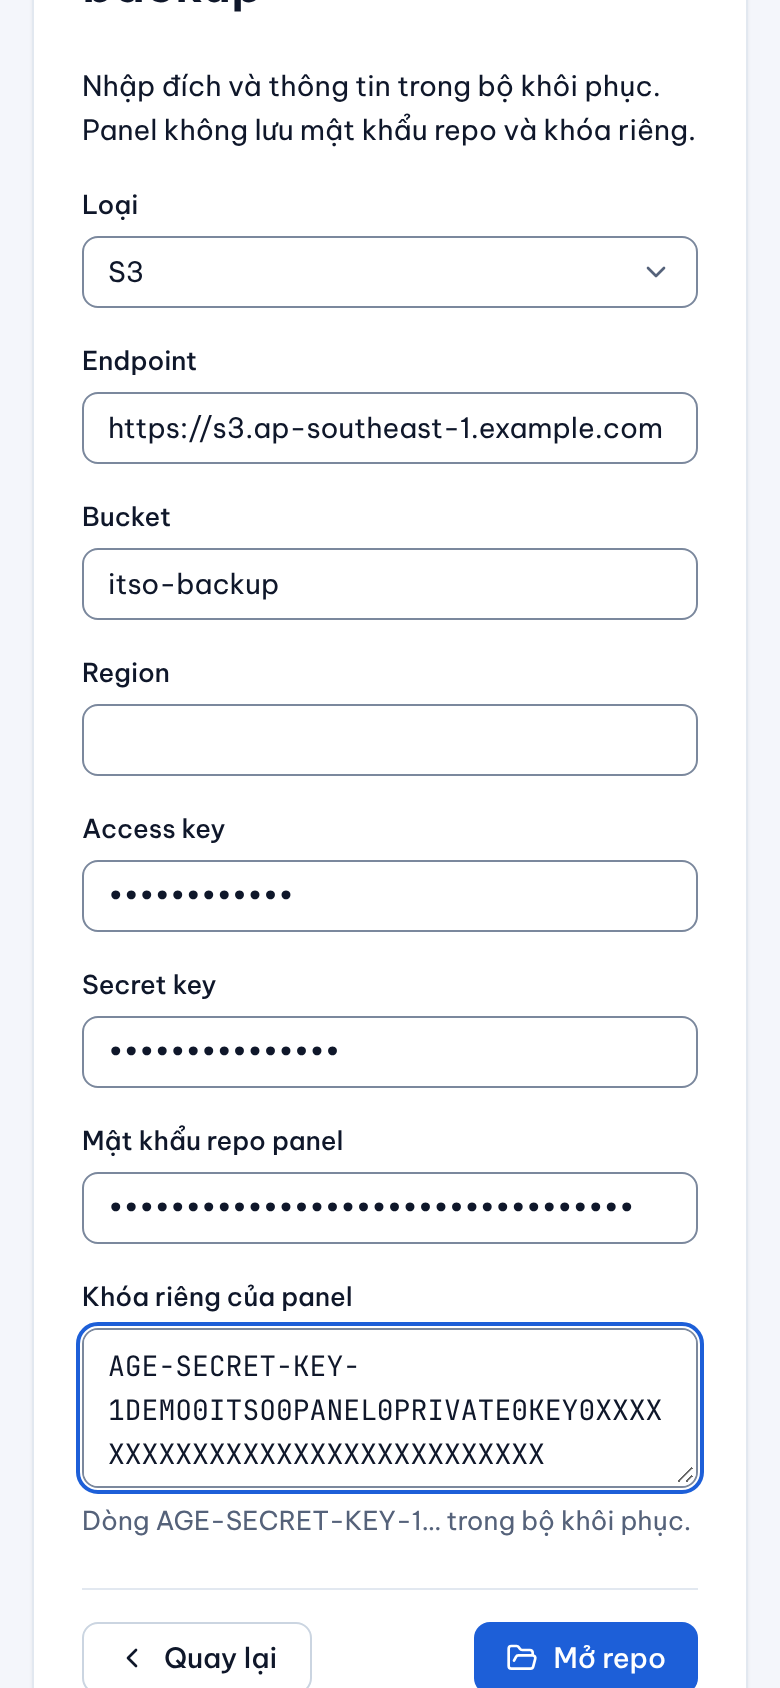 Nhập đích và thông tin trong bộ khôi phục.
Panel không lưu mật khẩu repo và khóa riêng.
Loại
S3
Endpoint
https://s3.ap-southeast-1.example.com
Bucket
itso-backup
Region
Access key
••••••••••••
Secret key
•••••••••••••••
Mật khẩu repo panel
••••••••••••••••••••••••••••••••••
Khóa riêng của panel
AGE-SECRET-KEY-
1DEMO0ITSO0PANEL0PRIVATE0KEY0XXXX
XXXXXXXXXXXXXXXXXXXXXXXXXX
Dòng AGE-SECRET-KEY-1... trong bộ khôi phục.
Quay lại
Mở repo